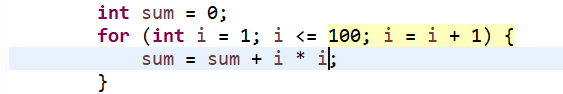 int sum = 0;
for (int i = 1; i <= 100; i = i + 1) {
sum = sum + i * i;
}